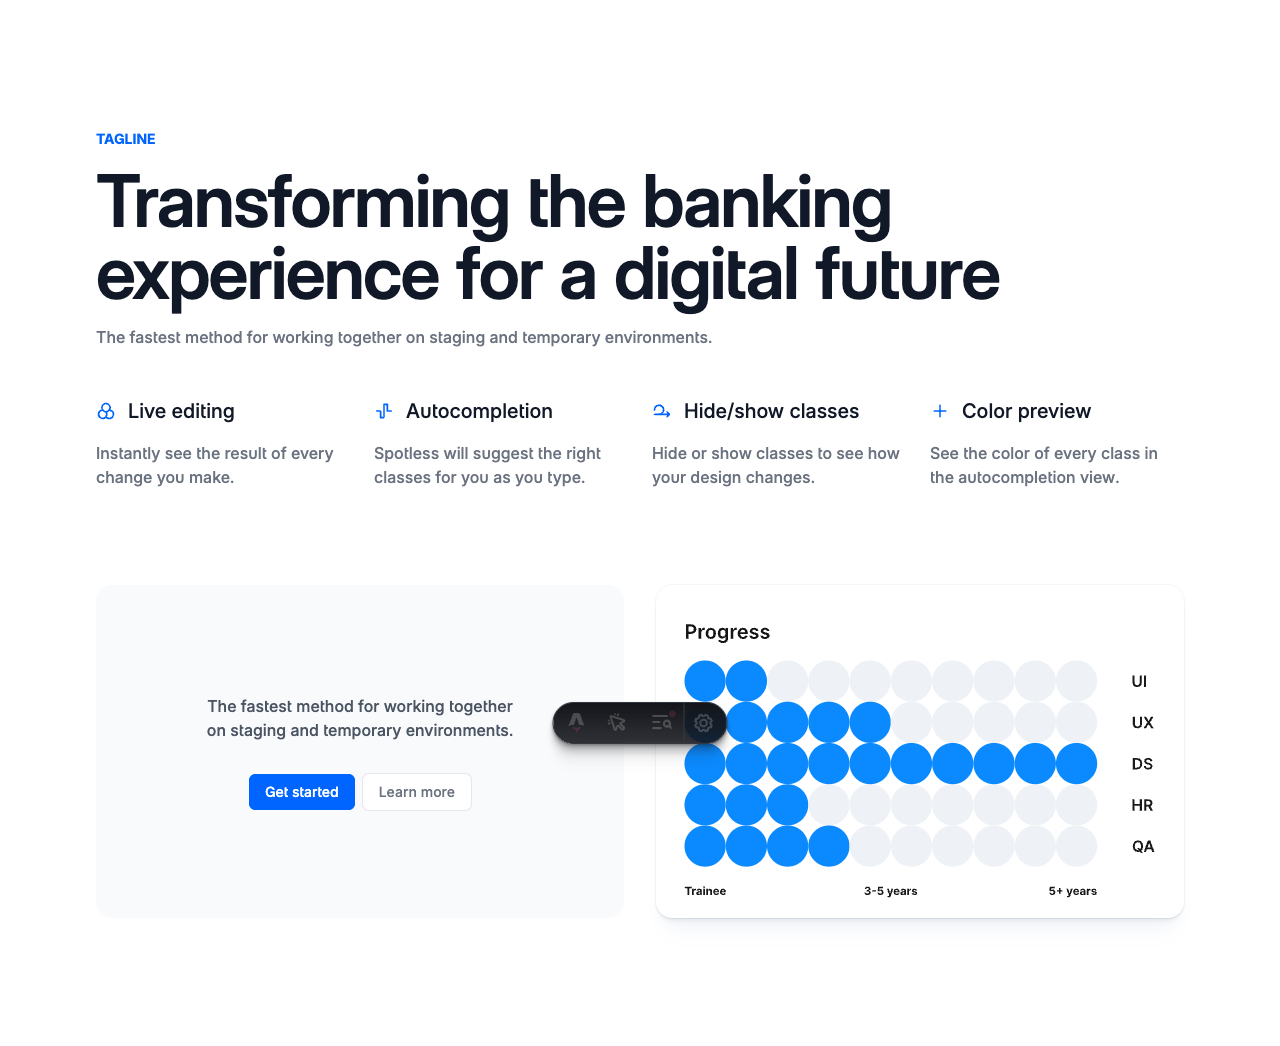 TAGLINE
Transforming the banking
experience for a digital future
The fastest method for working together on staging and temporary environments.
Live editing
Instantly see the result of every
change you make.
Autocompletion
Spotless will suggest the right
classes for you as you type.
Hide/show classes
Hide or show classes to see how
your design changes.
Color preview
See the color of every class in
the autocompletion view.
The fastest method for working together
on staging and temporary environments.
Get started
Learn more
Progress
UI
UX
DS
HR
QA
Trainee
3-5 years
5+ years